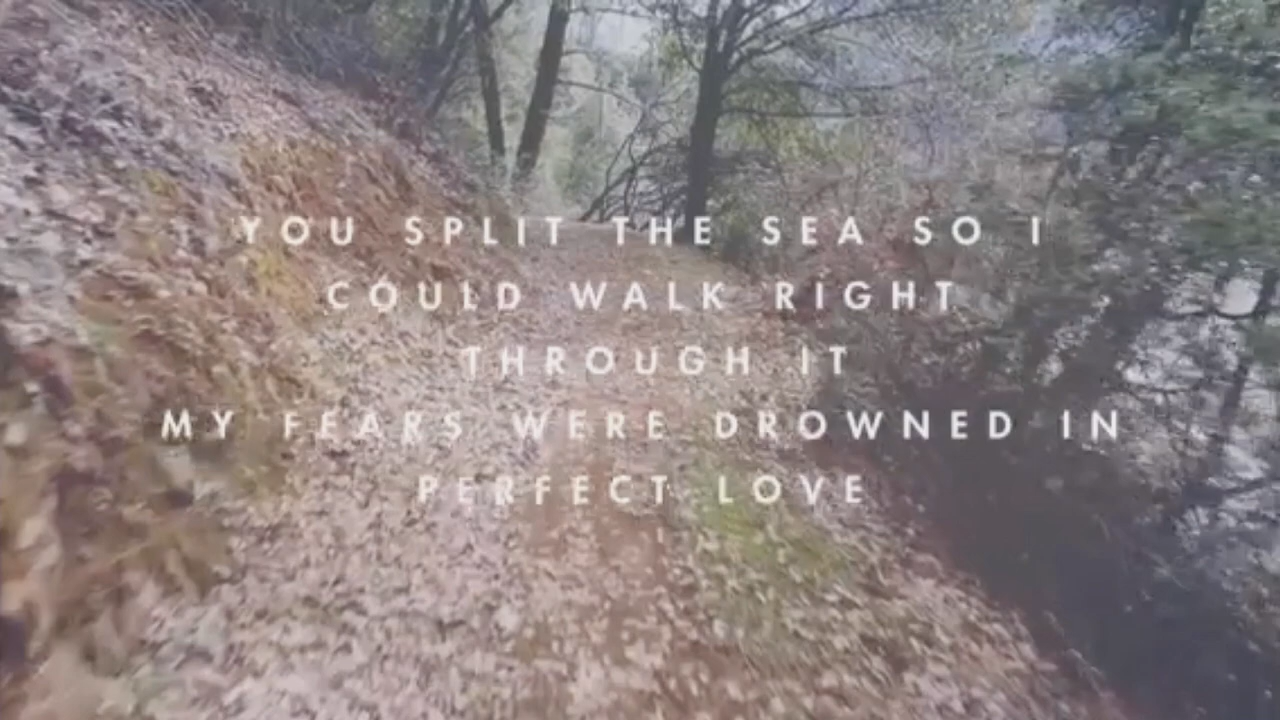 YOU SPLIT THE SEA SO I
COULD WALK RIGHT
THROUGH IT
MY FEARS WERE DROWNED IN
PERFECT LOVE